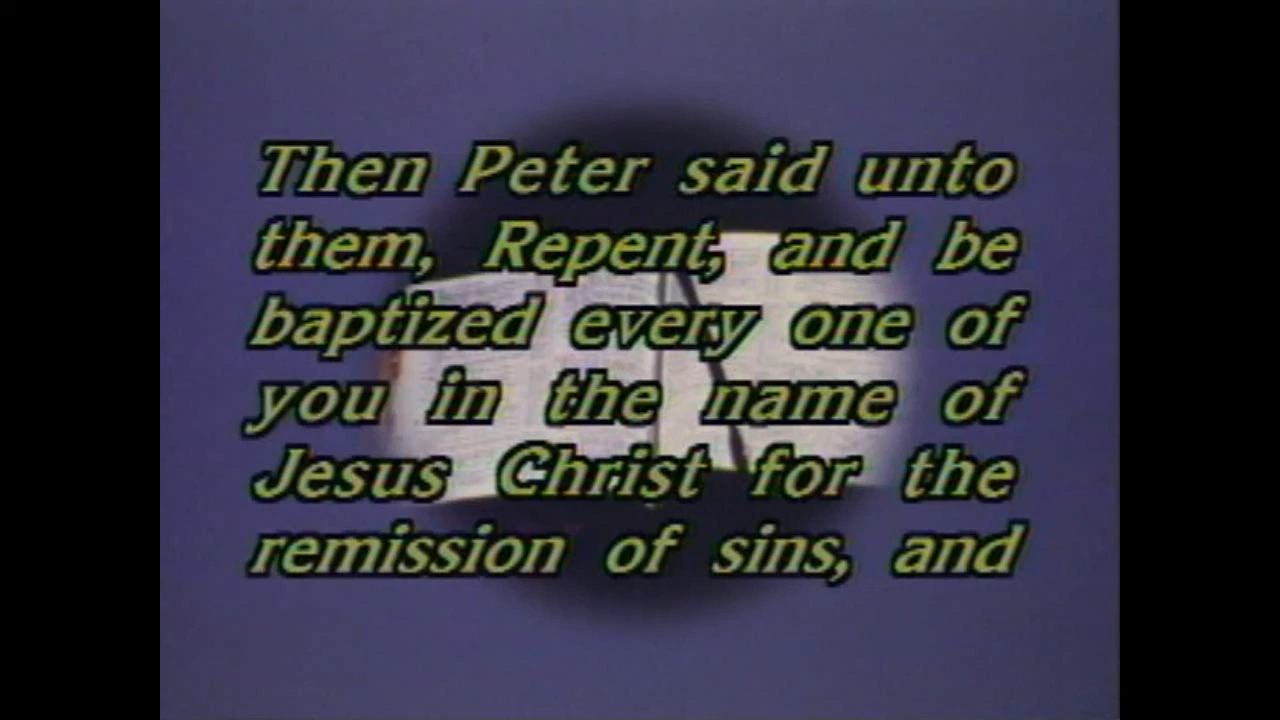 Then Peter said unto
them, Repent, and be
baptized every one of
you in the name of
Jesus Christ for the
remission of sins, and